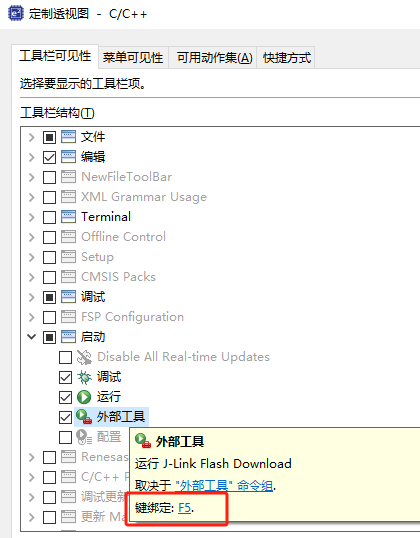 定制透视图 - C/C++
工具栏可见性 菜单可见性 可用动作集(A) 快捷方式
选择要显示的工具栏项。
工具栏结构(T)
文件
编辑
NewFileToolBar
XML Grammar Usage
Terminal
Offline Control
Setup
CMSIS Packs
调试
FSP Configuration
启动
Disable All Real-time Updates
调试
运行
外部工具
配置
Renesas
C/C++ P
调试更新
更新 Ma
外部工具
运行 J-Link Flash Download
取决于 "外部工具" 命令组.
键绑定: F5.